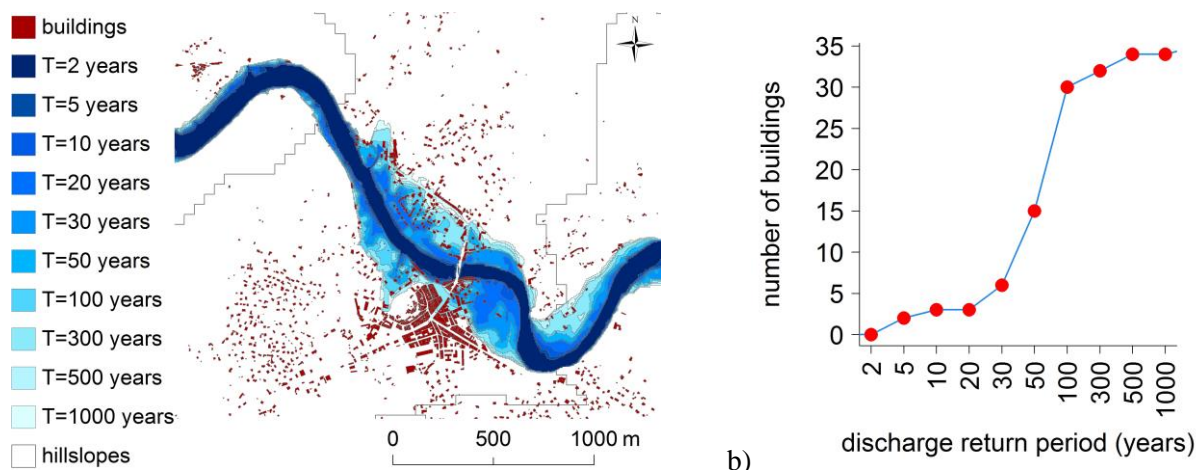 buildings
T=2 years
T=5 years
T=10 years
T=20 years
T=30 years
T=50 years
T=100 years
T=300 years
T=500 years
T=1000 years
hillslopes
N
0 500 1000 m
b)
number of buildings
35
30
25
20
15
10
5
0
2 5 10 20 30 50 100 300 500 1000
discharge return period (years)